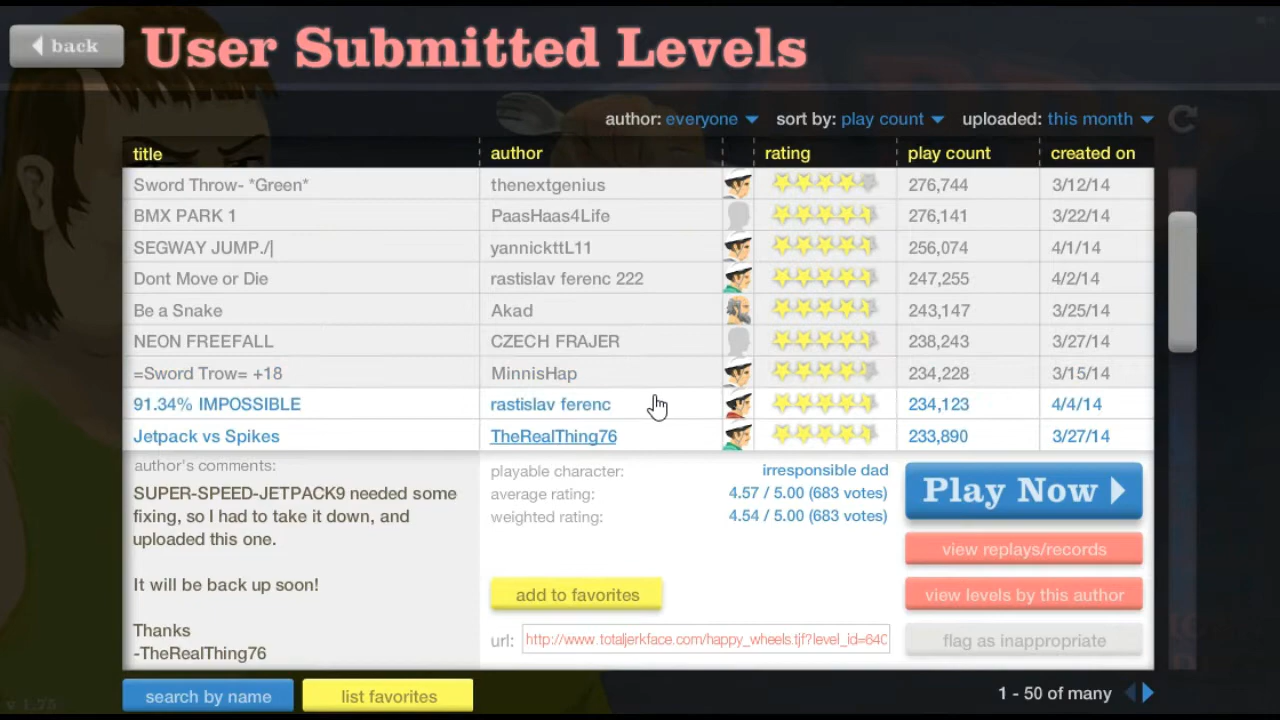 back
User Submitted Levels
author: everyone sort by: play count uploaded: this month
title author rating play count created on
Sword Throw- *Green* thenextgenius 276,744 3/12/14
BMX PARK 1 PaasHaas4Life 276,141 3/22/14
SEGWAY JUMP./| yannickttL11 256,074 4/1/14
Dont Move or Die rastislav ferenc 222 247,255 4/2/14
Be a Snake Akad 243,147 3/25/14
NEON FREEFALL CZECH FRAJER 238,243 3/27/14
=Sword Trow= +18 MinnisHap 234,228 3/15/14
91.34% IMPOSSIBLE rastislav ferenc 234,123 4/4/14
Jetpack vs Spikes TheRealThing76 233,890 3/27/14
author's comments:
SUPER-SPEED-JETPACK9 needed some
fixing, so I had to take it down, and
uploaded this one.
It will be back up soon!
Thanks
-TheRealThing76
playable character: irresponsible dad
average rating: 4.57 / 5.00 (683 votes)
weighted rating: 4.54 / 5.00 (683 votes)
add to favorites
url: http://www.totaljerkface.com/happy_wheels.tjf?level_id=640
Play Now
view replays/records
view levels by this author
flag as inappropriate
search by name list favorites 1 - 50 of many
v 1.75